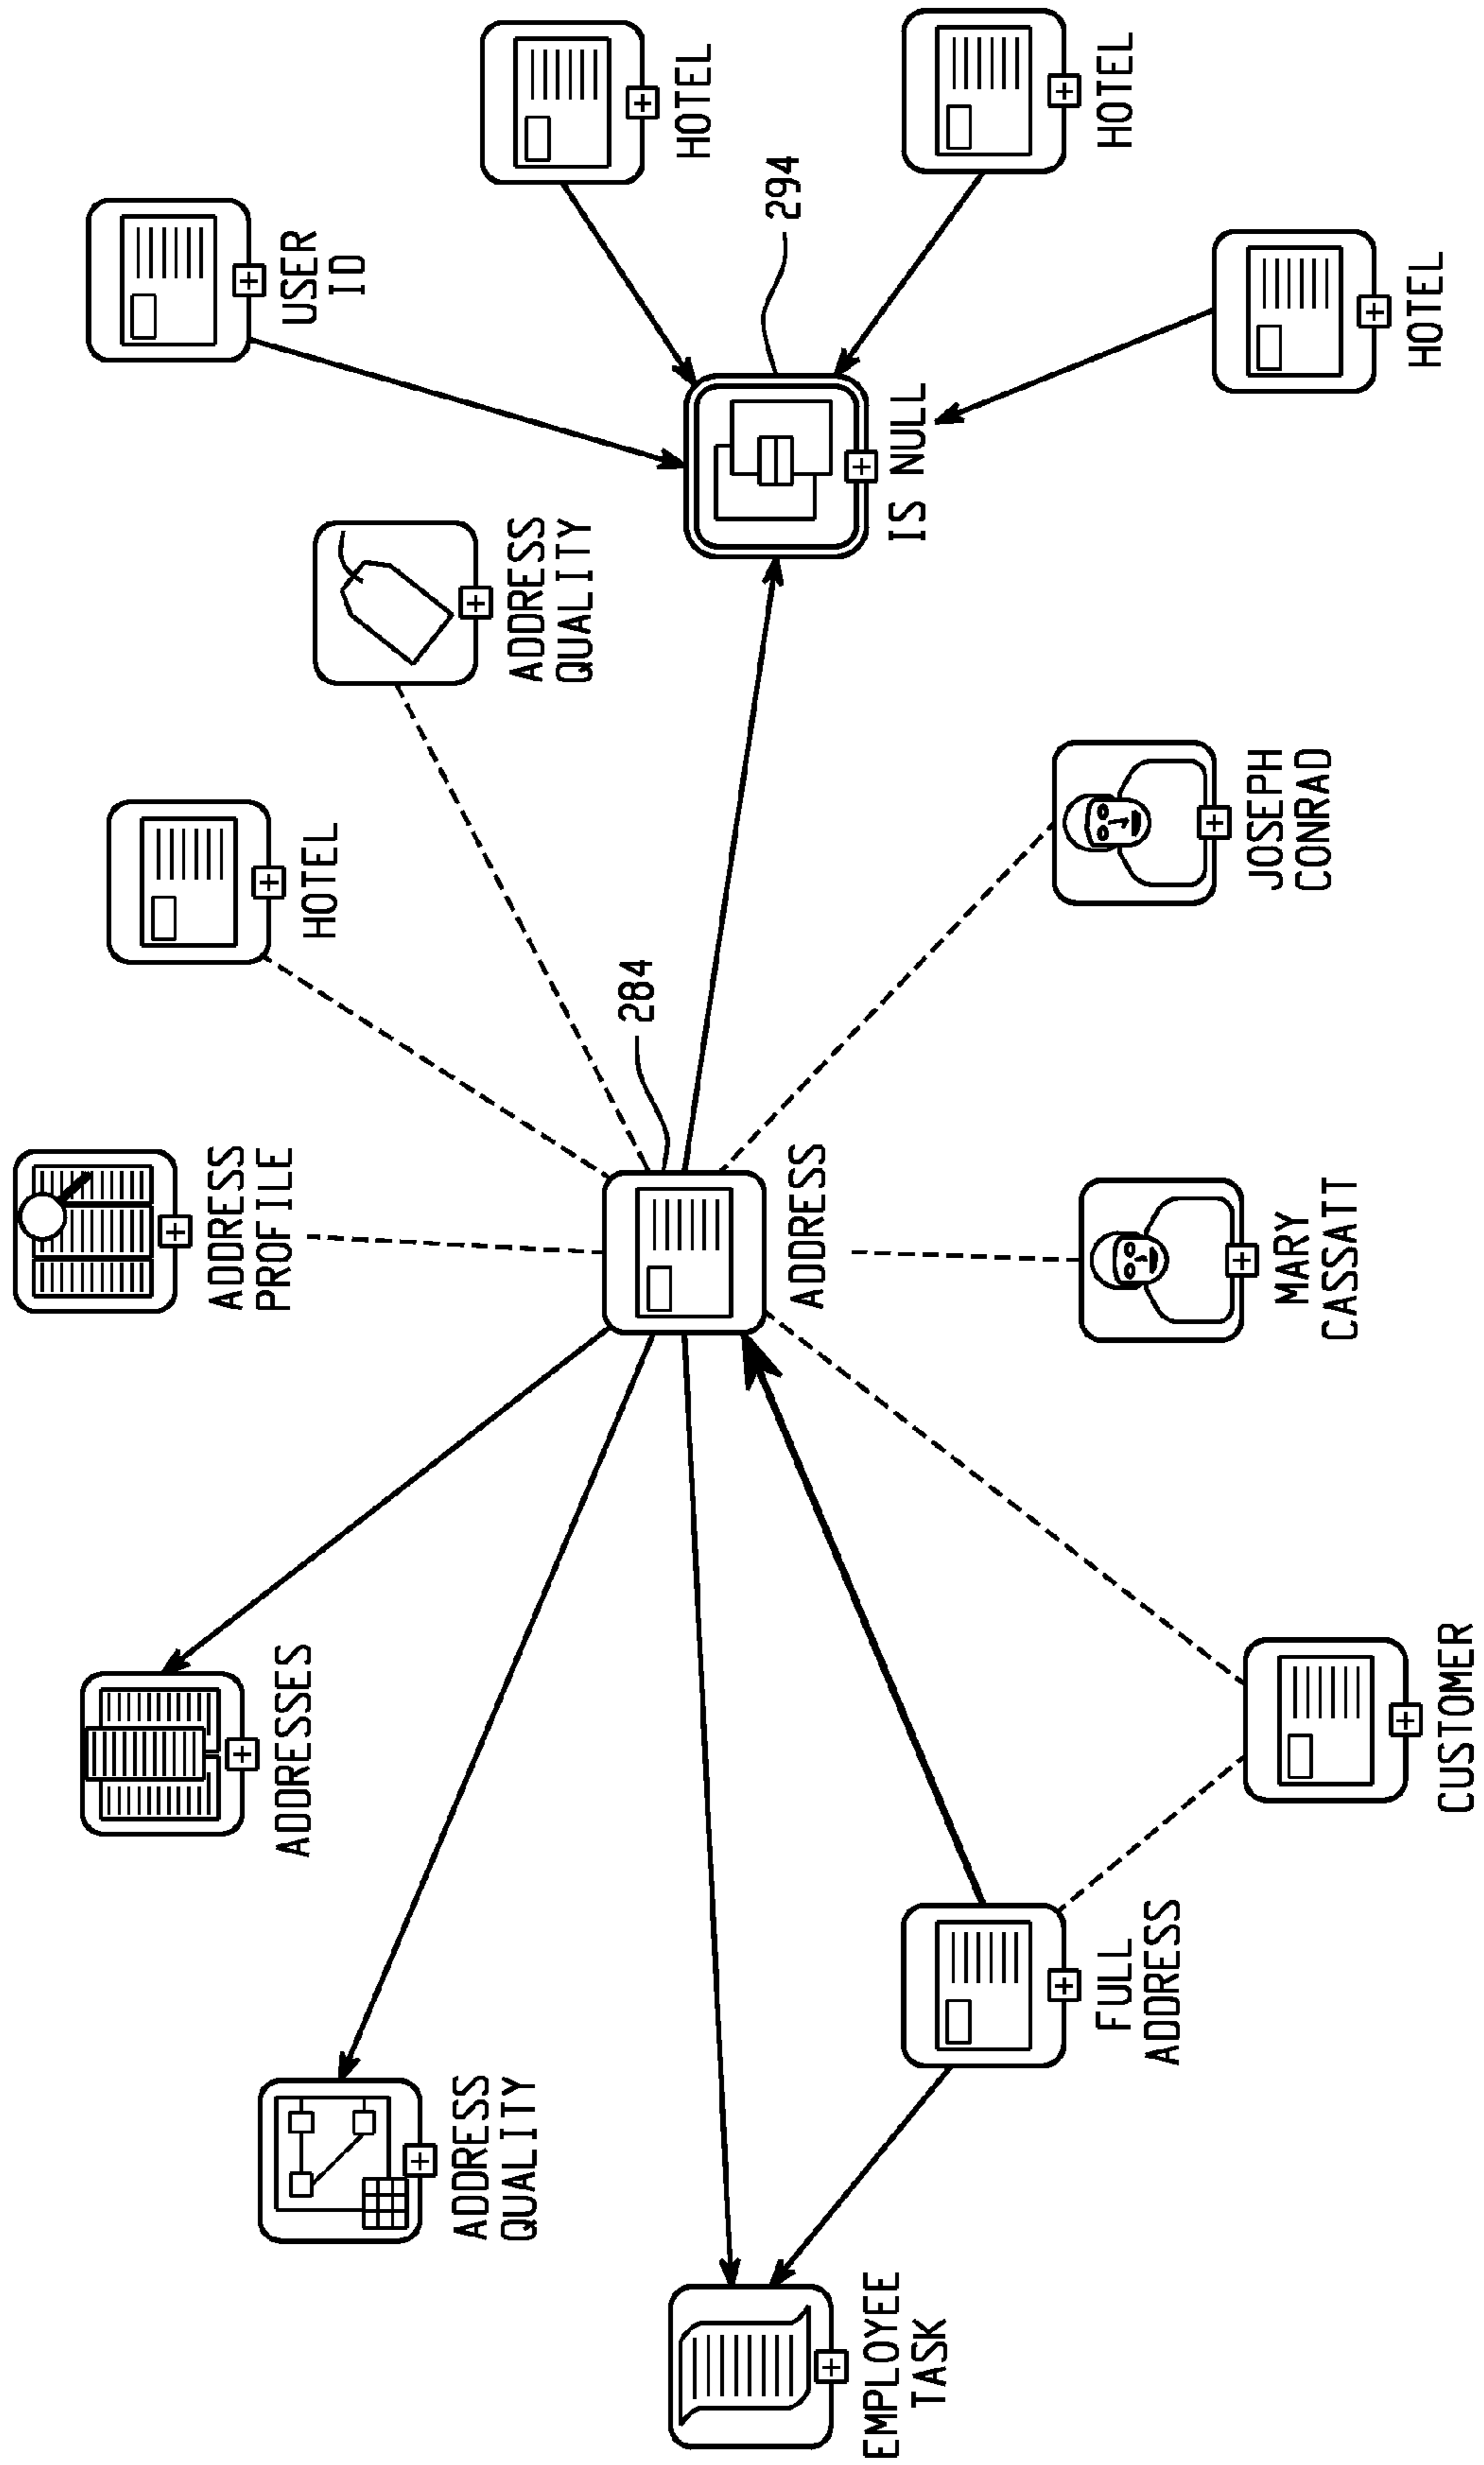 ADDRESS
PROFILE
ADDRESSES
USER
ID
HOTEL
ADDRESS
QUALITY
ADDRESS
QUALITY
HOTEL
284
294
ADDRESS
IS NULL
HOTEL
EMPLOYEE
TASK
FULL
ADDRESS
MARY
CASSATT
JOSEPH
CONRAD
HOTEL
CUSTOMER
HOTEL